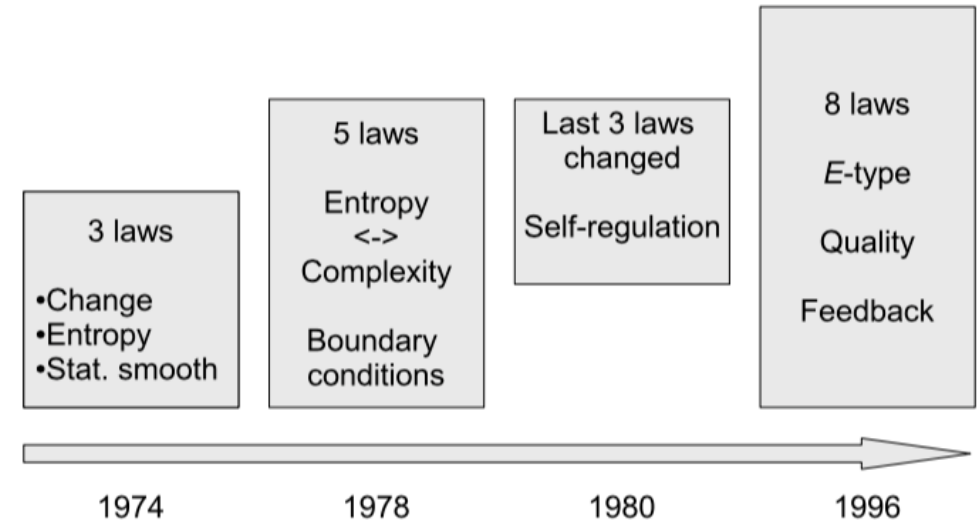 3 laws
•Change
•Entropy
•Stat. smooth
5 laws
Entropy
<->
Complexity
Boundary
conditions
Last 3 laws
changed
Self-regulation
8 laws
E-type
Quality
Feedback
1974
1978
1980
1996